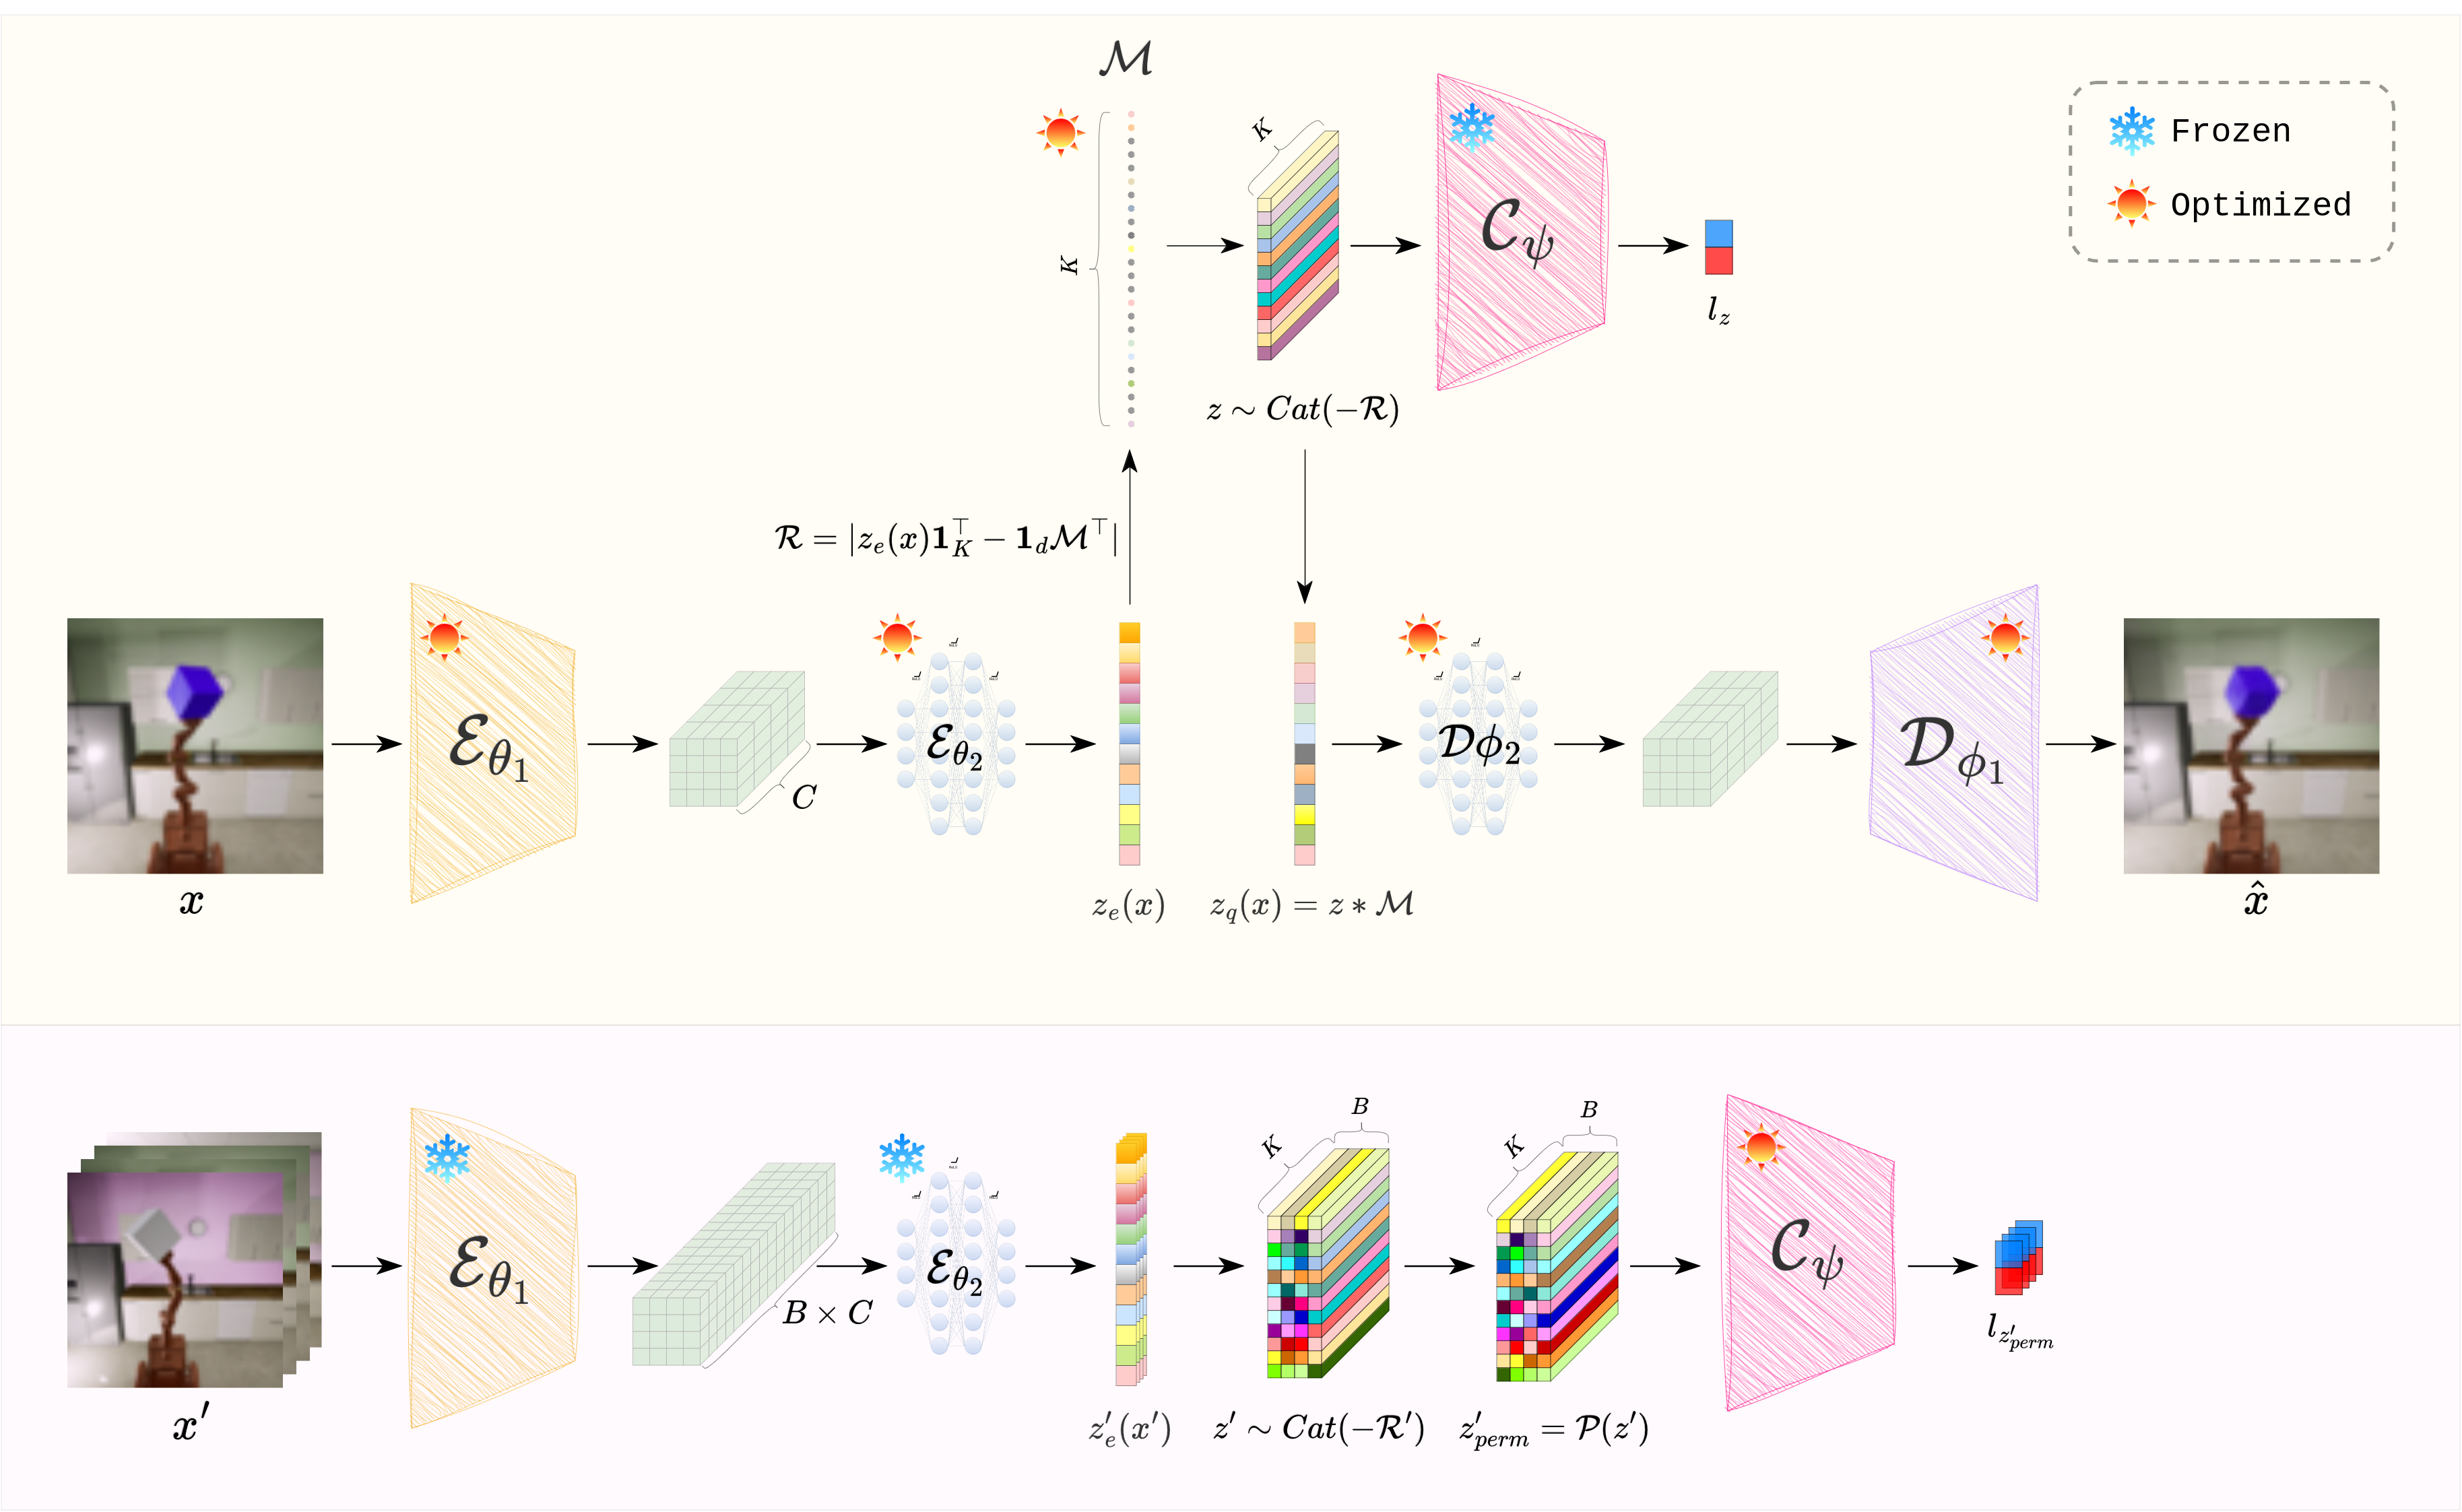 $\mathcal{M}$
Frozen
Optimized
$K$
$K$
$\mathcal{C}_{\psi}$
$l_z$
$z \sim Cat(-\mathcal{R})$
$\mathcal{R} = |z_e(x)\mathbf{1}_K^\top - \mathbf{1}_d\mathcal{M}^\top|$
$\mathcal{E}_{\theta_1}$
$C$
$\mathcal{E}_{\theta_2}$
$\mathcal{D}\phi_2$
$\mathcal{D}_{\phi_1}$
$x$
$z_e(x)$
$z_q(x) = z * \mathcal{M}$
$\hat{x}$
$K$
$B$
$K$
$B$
$\mathcal{E}_{\theta_1}$
$B \times C$
$\mathcal{E}_{\theta_2}$
$\mathcal{C}_{\psi}$
$l_{z'_{perm}}$
$x'$
$z'_e(x')$
$z' \sim Cat(-\mathcal{R}')$
$z'_{perm} = \mathcal{P}(z')$